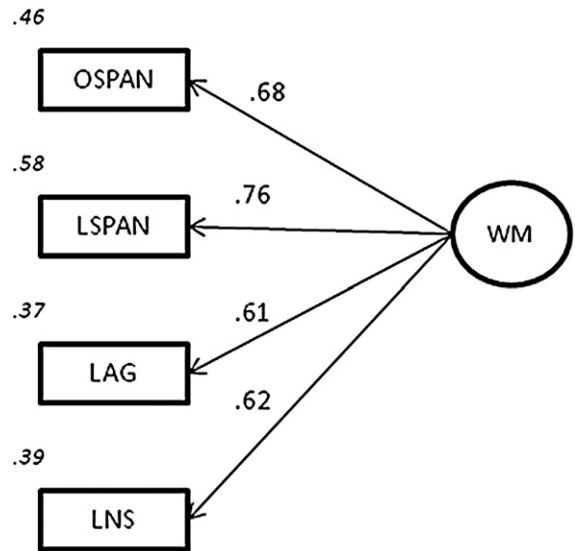 .46
OSPAN
.68
.58
LSPAN
.76
WM
.37
LAG
.61
.62
.39
LNS